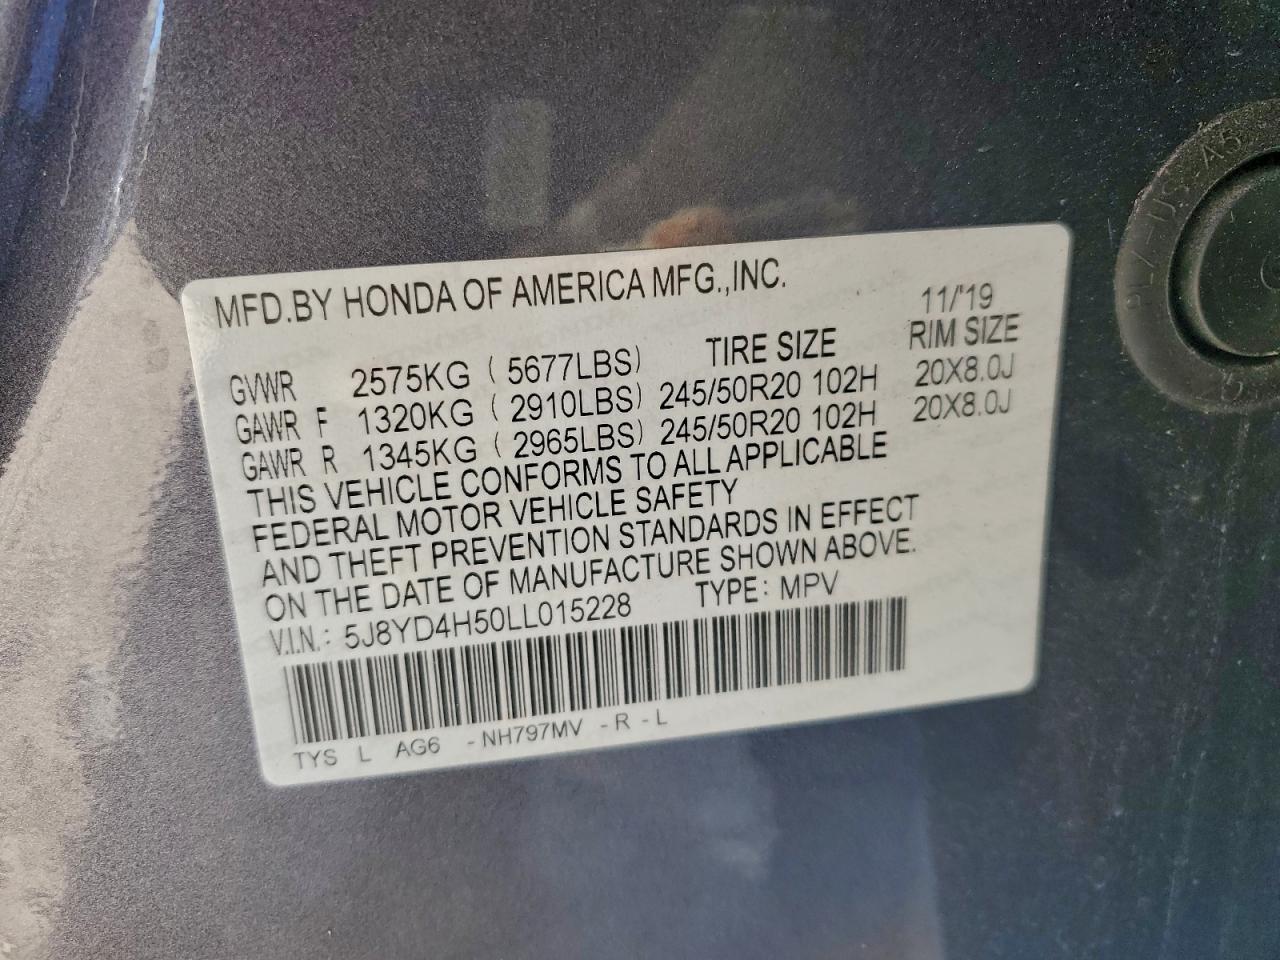 MFD.BY HONDA OF AMERICA MFG.,INC.
11/'19
TIRE SIZE RIM SIZE
GVWR 2575KG ( 5677LBS)
GAWR F 1320KG ( 2910LBS) 245/50R20 102H 20X8.0J
GAWR R 1345KG ( 2965LBS) 245/50R20 102H 20X8.0J
THIS VEHICLE CONFORMS TO ALL APPLICABLE
FEDERAL MOTOR VEHICLE SAFETY
AND THEFT PREVENTION STANDARDS IN EFFECT
ON THE DATE OF MANUFACTURE SHOWN ABOVE.
V.I.N.: 5J8YD4H50LL015228 TYPE: MPV
TYS L AG6 -NH797MV -R -L